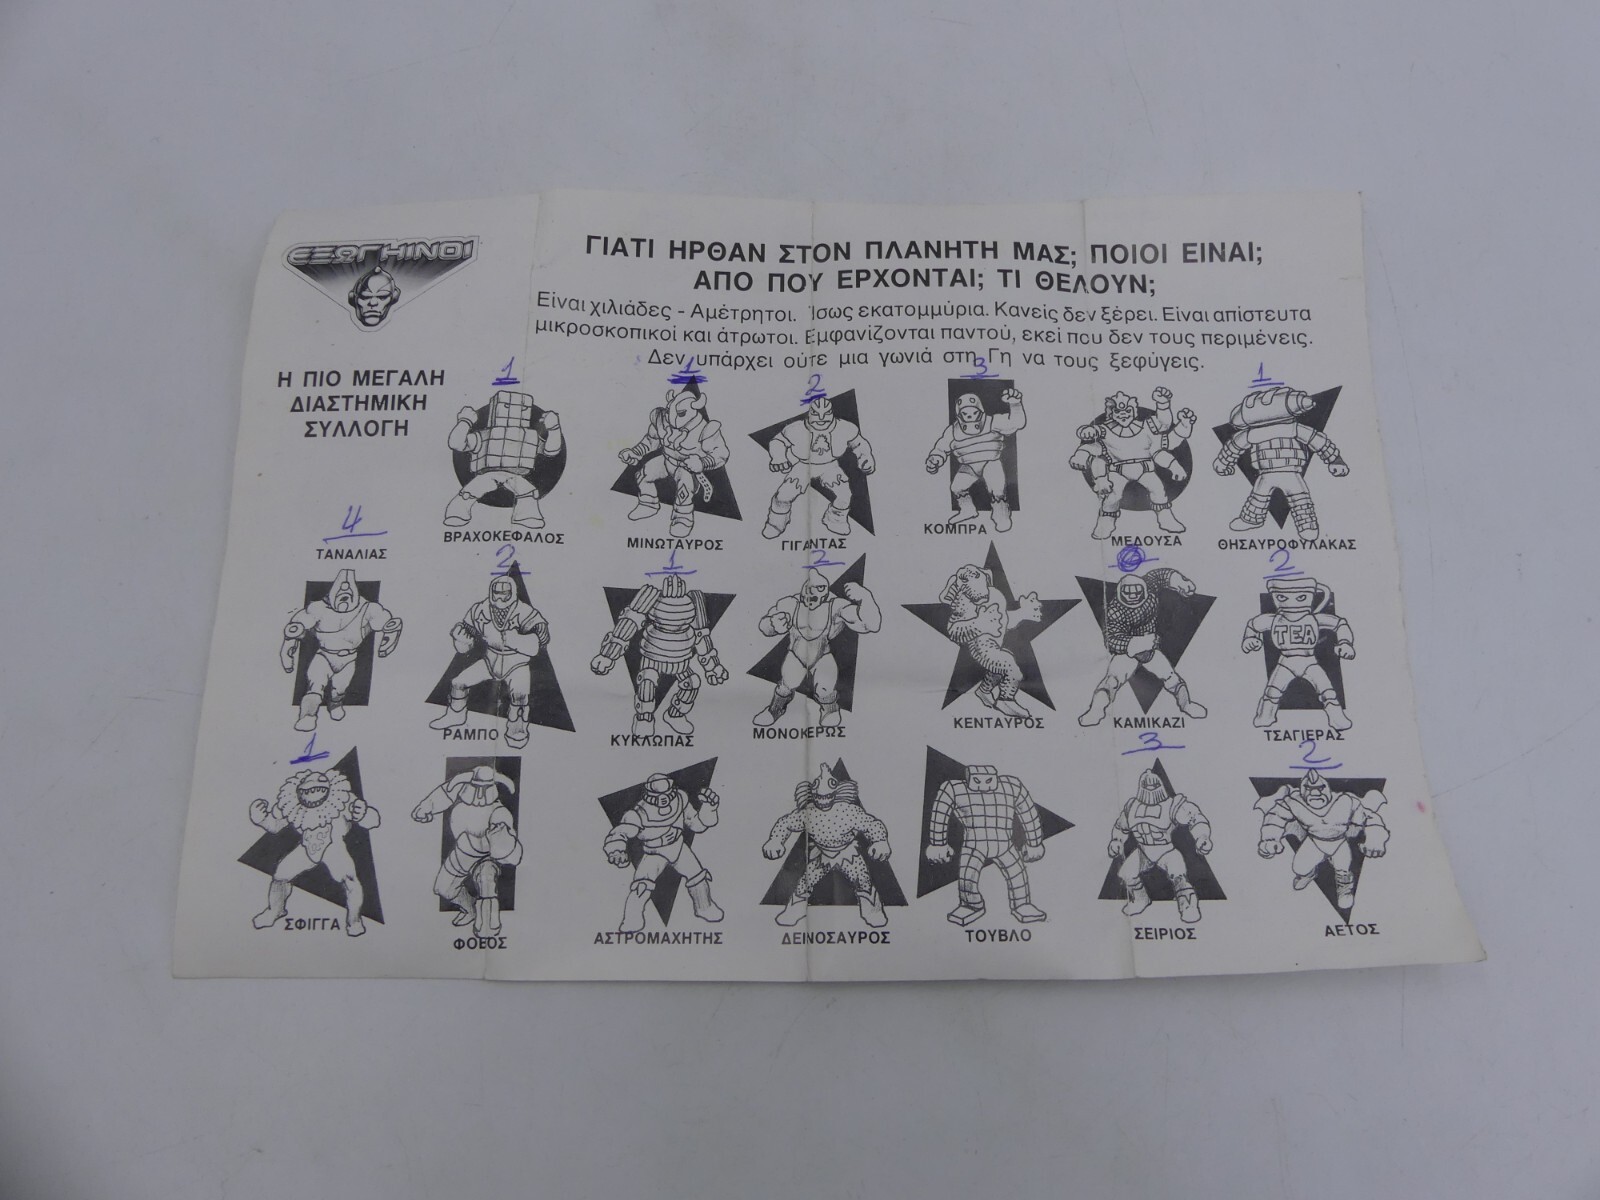 ΕΞΩΓΗΙΝΟΙ
ΓΙΑΤΙ ΗΡΘΑΝ ΣΤΟΝ ΠΛΑΝΗΤΗ ΜΑΣ; ΠΟΙΟΙ ΕΙΝΑΙ;
ΑΠΟ ΠΟΥ ΕΡΧΟΝΤΑΙ; ΤΙ ΘΕΛΟΥΝ;
Είναι χιλιάδες - Αμέτρητοι. Ίσως εκατομμύρια. Κανείς δεν ξέρει. Είναι απίστευτα
μικροσκοπικοί και άτρωτοι. Εμφανίζονται παντού, εκεί που δεν τους περιμένεις.
Δεν υπάρχει ούτε μια γωνιά στη Γη να τους ξεφύγεις.
Η ΠΙΟ ΜΕΓΑΛΗ
ΔΙΑΣΤΗΜΙΚΗ
ΣΥΛΛΟΓΗ
1 1 2 3 1
ΒΡΑΧΟΚΕΦΑΛΟΣ ΜΙΝΩΤΑΥΡΟΣ ΓΙΓΑΝΤΑΣ ΚΟΜΠΡΑ ΜΕΔΟΥΣΑ ΘΗΣΑΥΡΟΦΥΛΑΚΑΣ
4
ΤΑΝΑΛΙΑΣ
2 1 2 2
TEA
ΡΑΜΠΟ ΚΥΚΛΩΠΑΣ ΜΟΝΟΚΕΡΩΣ ΚΕΝΤΑΥΡΟΣ ΚΑΜΙΚΑΖΙ ΤΣΑΓΙΕΡΑΣ
1 3 2
ΣΦΙΓΓΑ ΦΟΒΟΣ ΑΣΤΡΟΜΑΧΗΤΗΣ ΔΕΙΝΟΣΑΥΡΟΣ ΤΟΥΒΛΟ ΣΕΙΡΙΟΣ ΑΕΤΟΣ